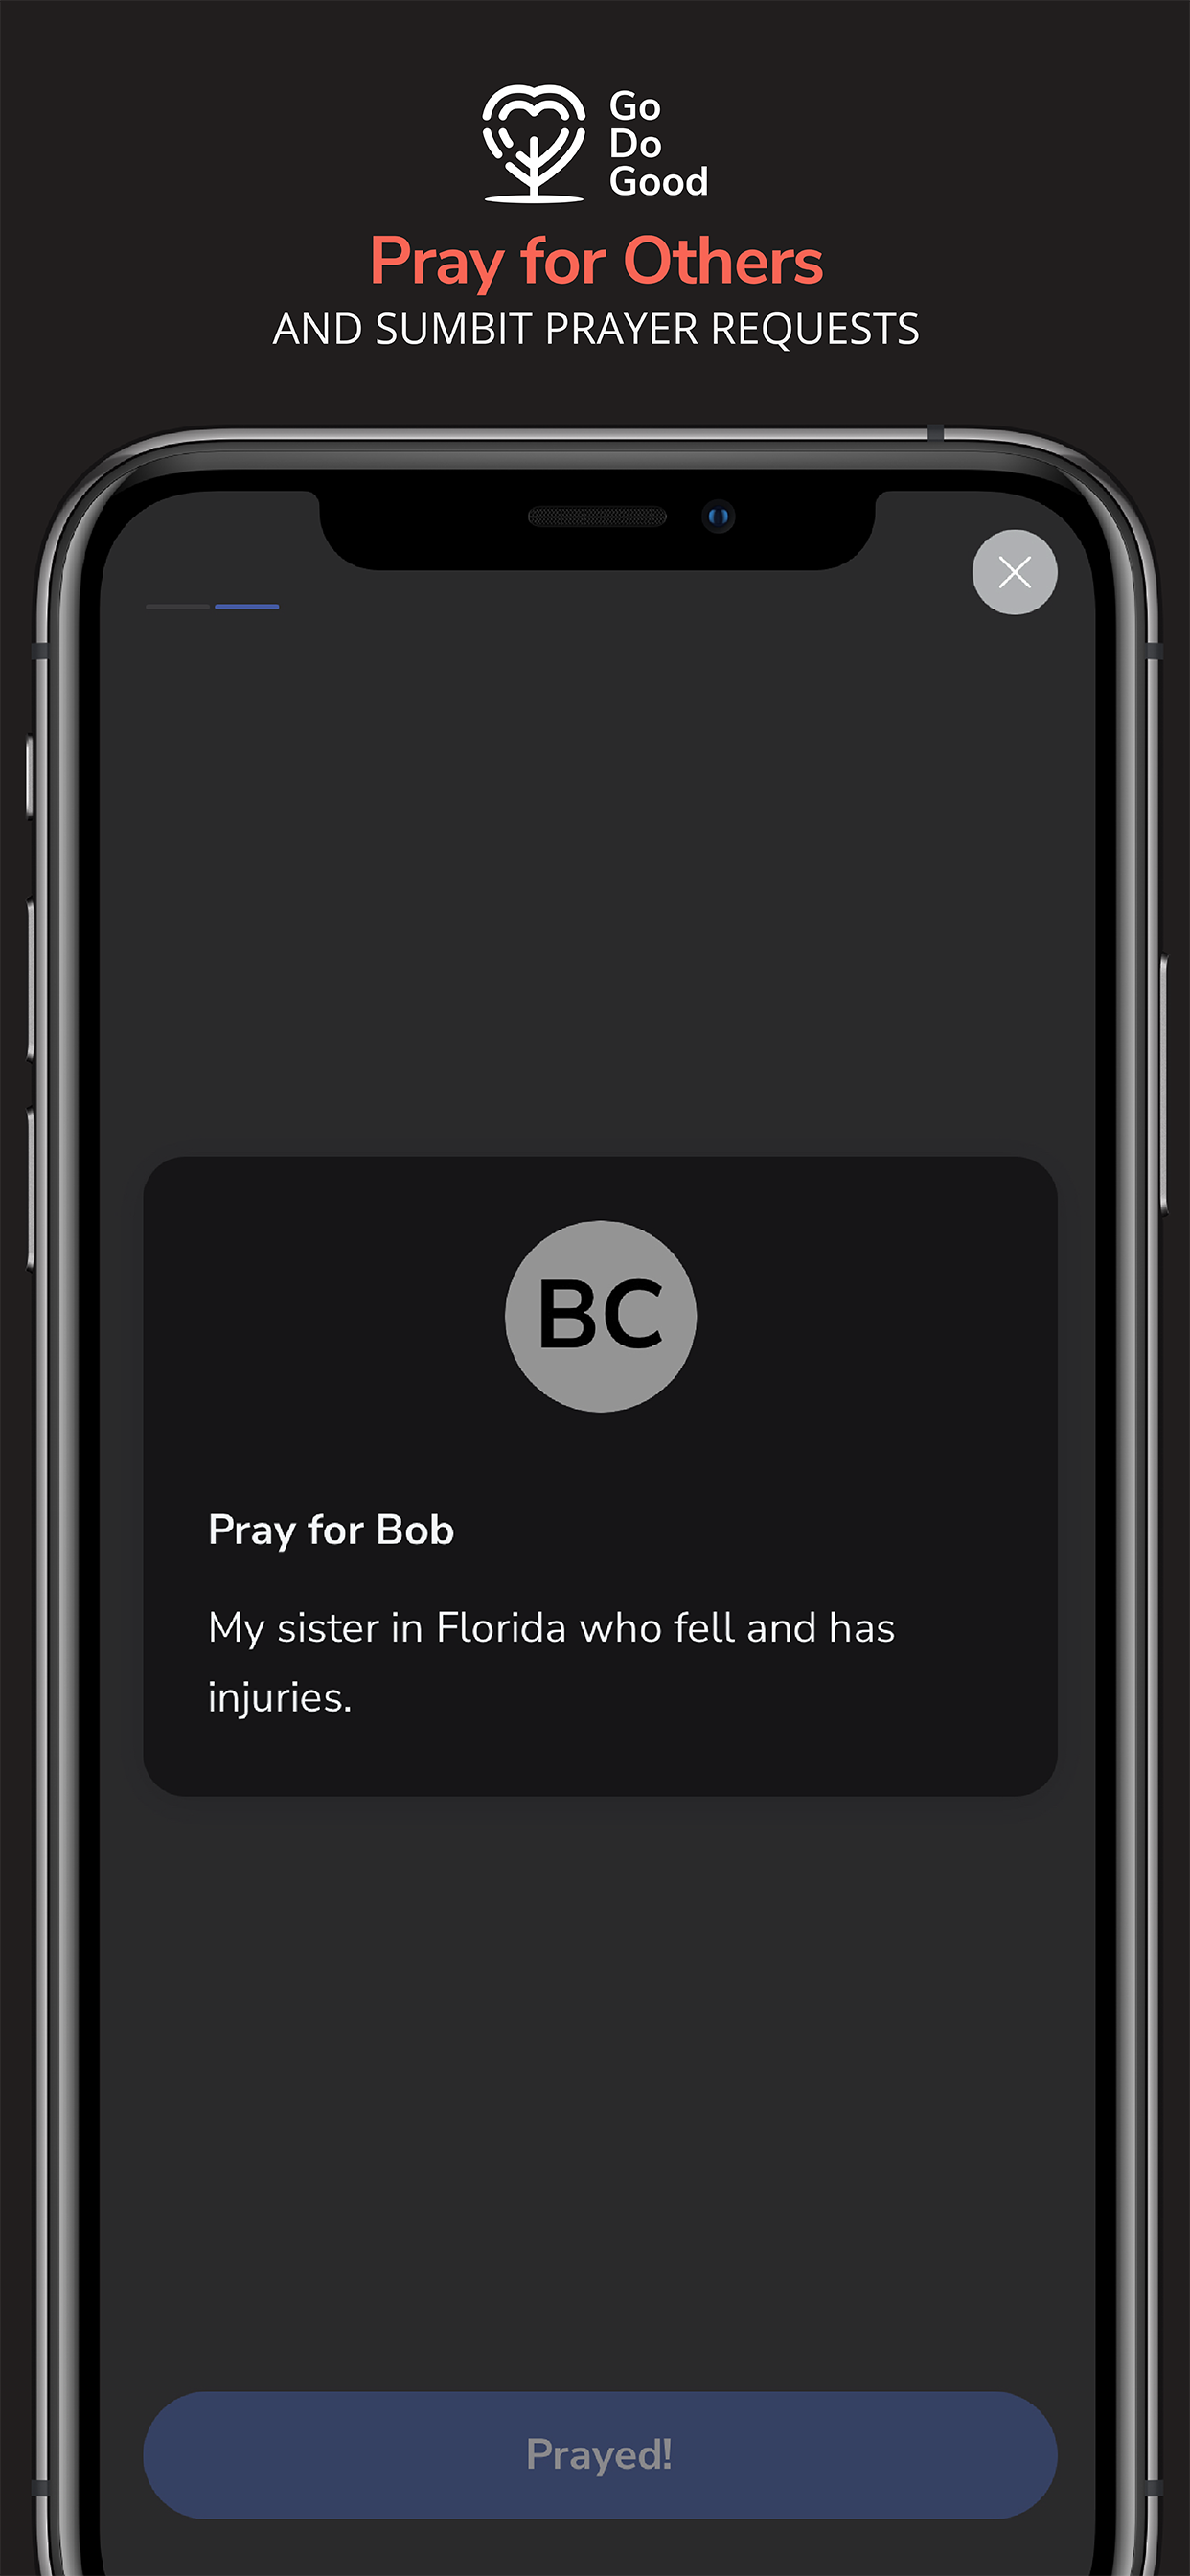 Go
Do
Good
Pray for Others
AND SUMBIT PRAYER REQUESTS
BC
Pray for Bob
My sister in Florida who fell and has
injuries.
Prayed!